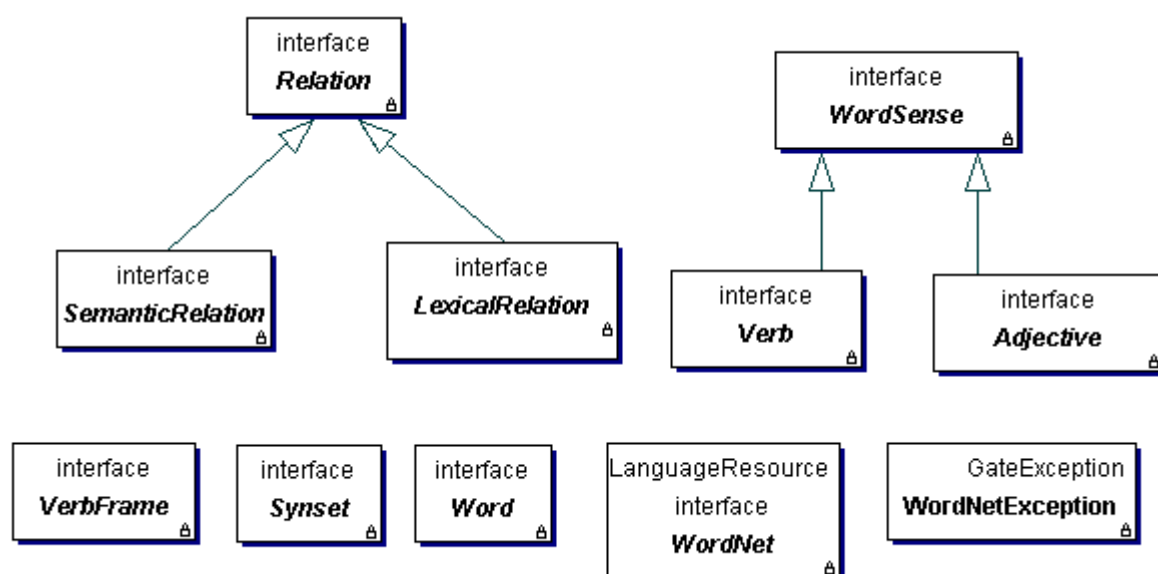 interface
Relation
interface
WordSense
interface
SemanticRelation
interface
LexicalRelation
interface
Verb
interface
Adjective
interface
VerbFrame
interface
Synset
interface
Word
LanguageResource
interface
WordNet
GateException
WordNetException